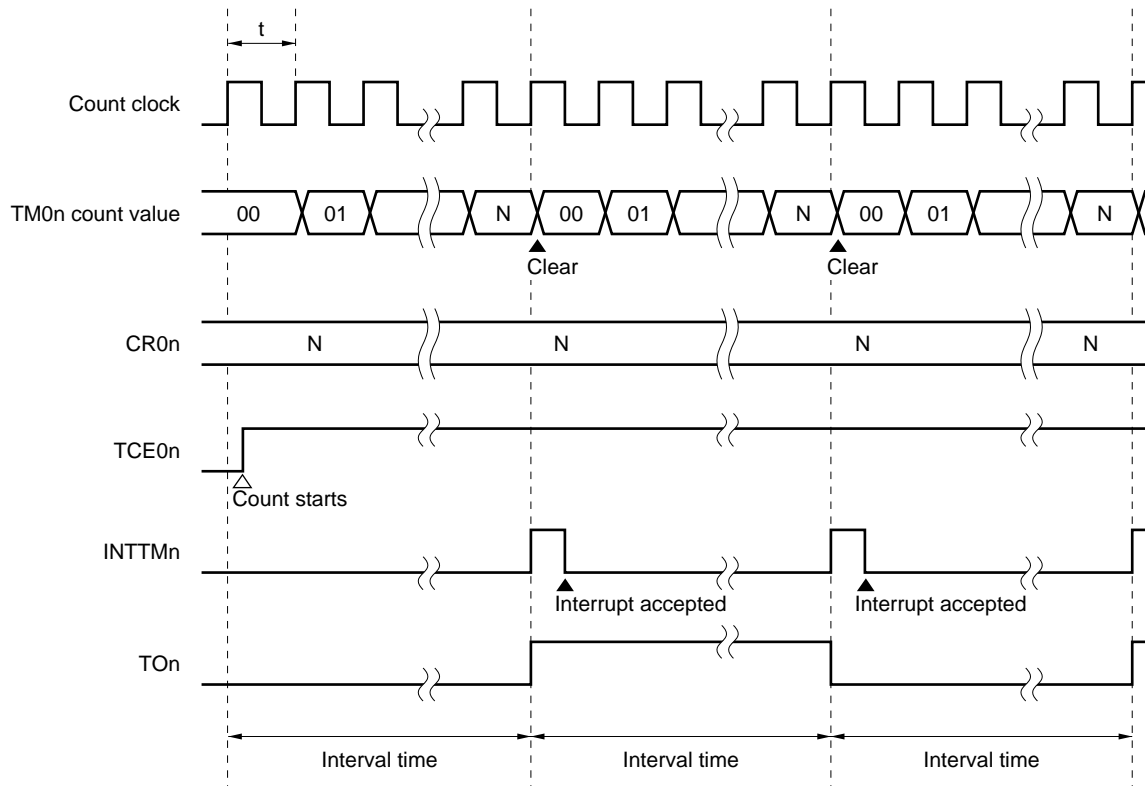 t
Count clock
TM0n count value 00 01 N 00 01 N 00 01 N
Clear Clear
CR0n N N N N
TCE0n
Count starts
INTTMn
Interrupt accepted Interrupt accepted
TOn
Interval time Interval time Interval time